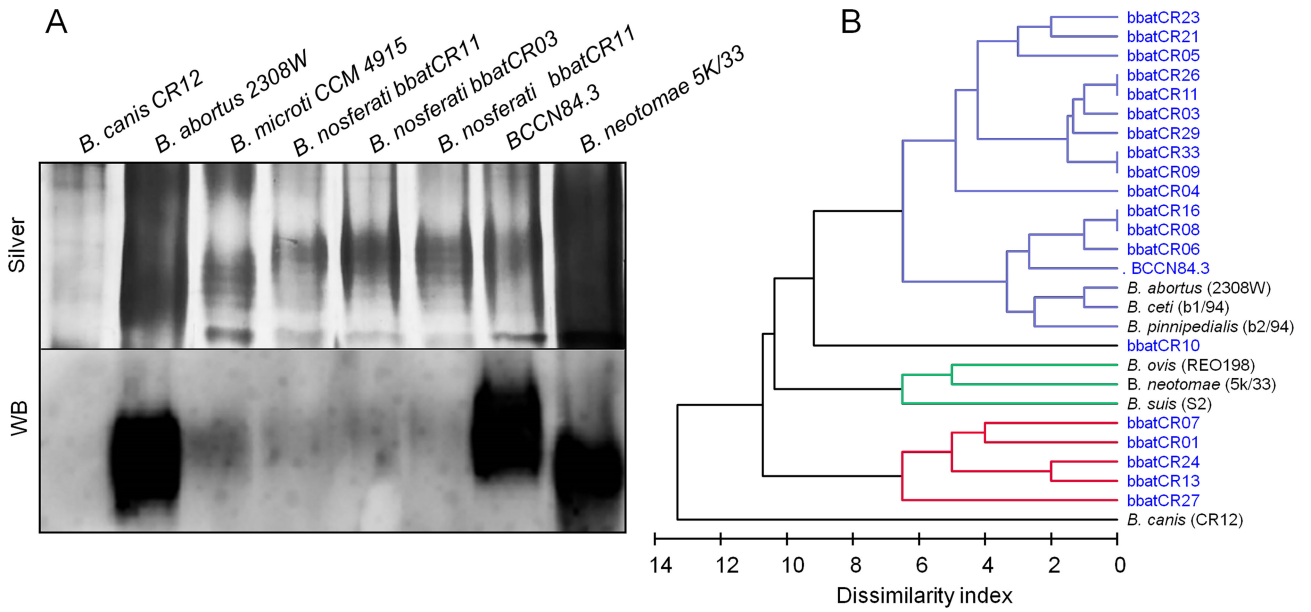 A
B. canis CR12
B. abortus 2308W
B. microti CCM 4915
B. nosferati bbatCR11
B. nosferati bbatCR03
B. nosferati bbatCR11
BCCN84.3
B. neotomae 5K/33
Silver
WB
B
bbatCR23
bbatCR21
bbatCR05
bbatCR26
bbatCR11
bbatCR03
bbatCR29
bbatCR33
bbatCR09
bbatCR04
bbatCR16
bbatCR08
bbatCR06
. BCCN84.3
B. abortus (2308W)
B. ceti (b1/94)
B. pinnipedialis (b2/94)
bbatCR10
B. ovis (REO198)
B. neotomae (5k/33)
B. suis (S2)
bbatCR07
bbatCR01
bbatCR24
bbatCR13
bbatCR27
B. canis (CR12)
14 12 10 8 6 4 2 0
Dissimilarity index